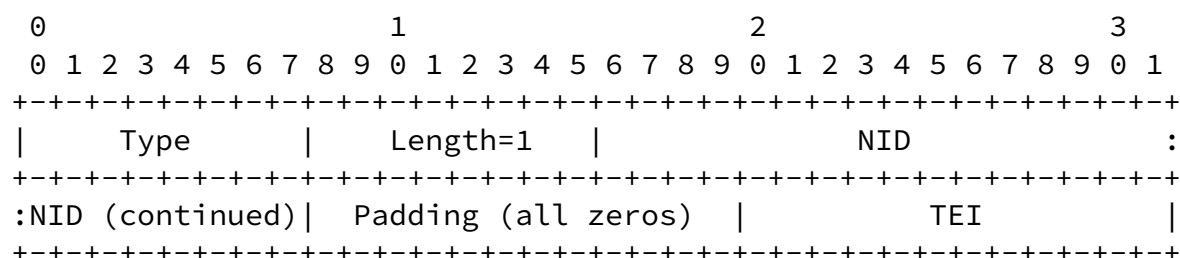 0                   1                   2                   3
 0 1 2 3 4 5 6 7 8 9 0 1 2 3 4 5 6 7 8 9 0 1 2 3 4 5 6 7 8 9 0 1
+-+-+-+-+-+-+-+-+-+-+-+-+-+-+-+-+-+-+-+-+-+-+-+-+-+-+-+-+-+-+-+-+
|     Type      |    Length=1   |              NID              :
+-+-+-+-+-+-+-+-+-+-+-+-+-+-+-+-+-+-+-+-+-+-+-+-+-+-+-+-+-+-+-+-+
:NID (continued)|  Padding (all zeros)  |          TEI          |
+-+-+-+-+-+-+-+-+-+-+-+-+-+-+-+-+-+-+-+-+-+-+-+-+-+-+-+-+-+-+-+-+